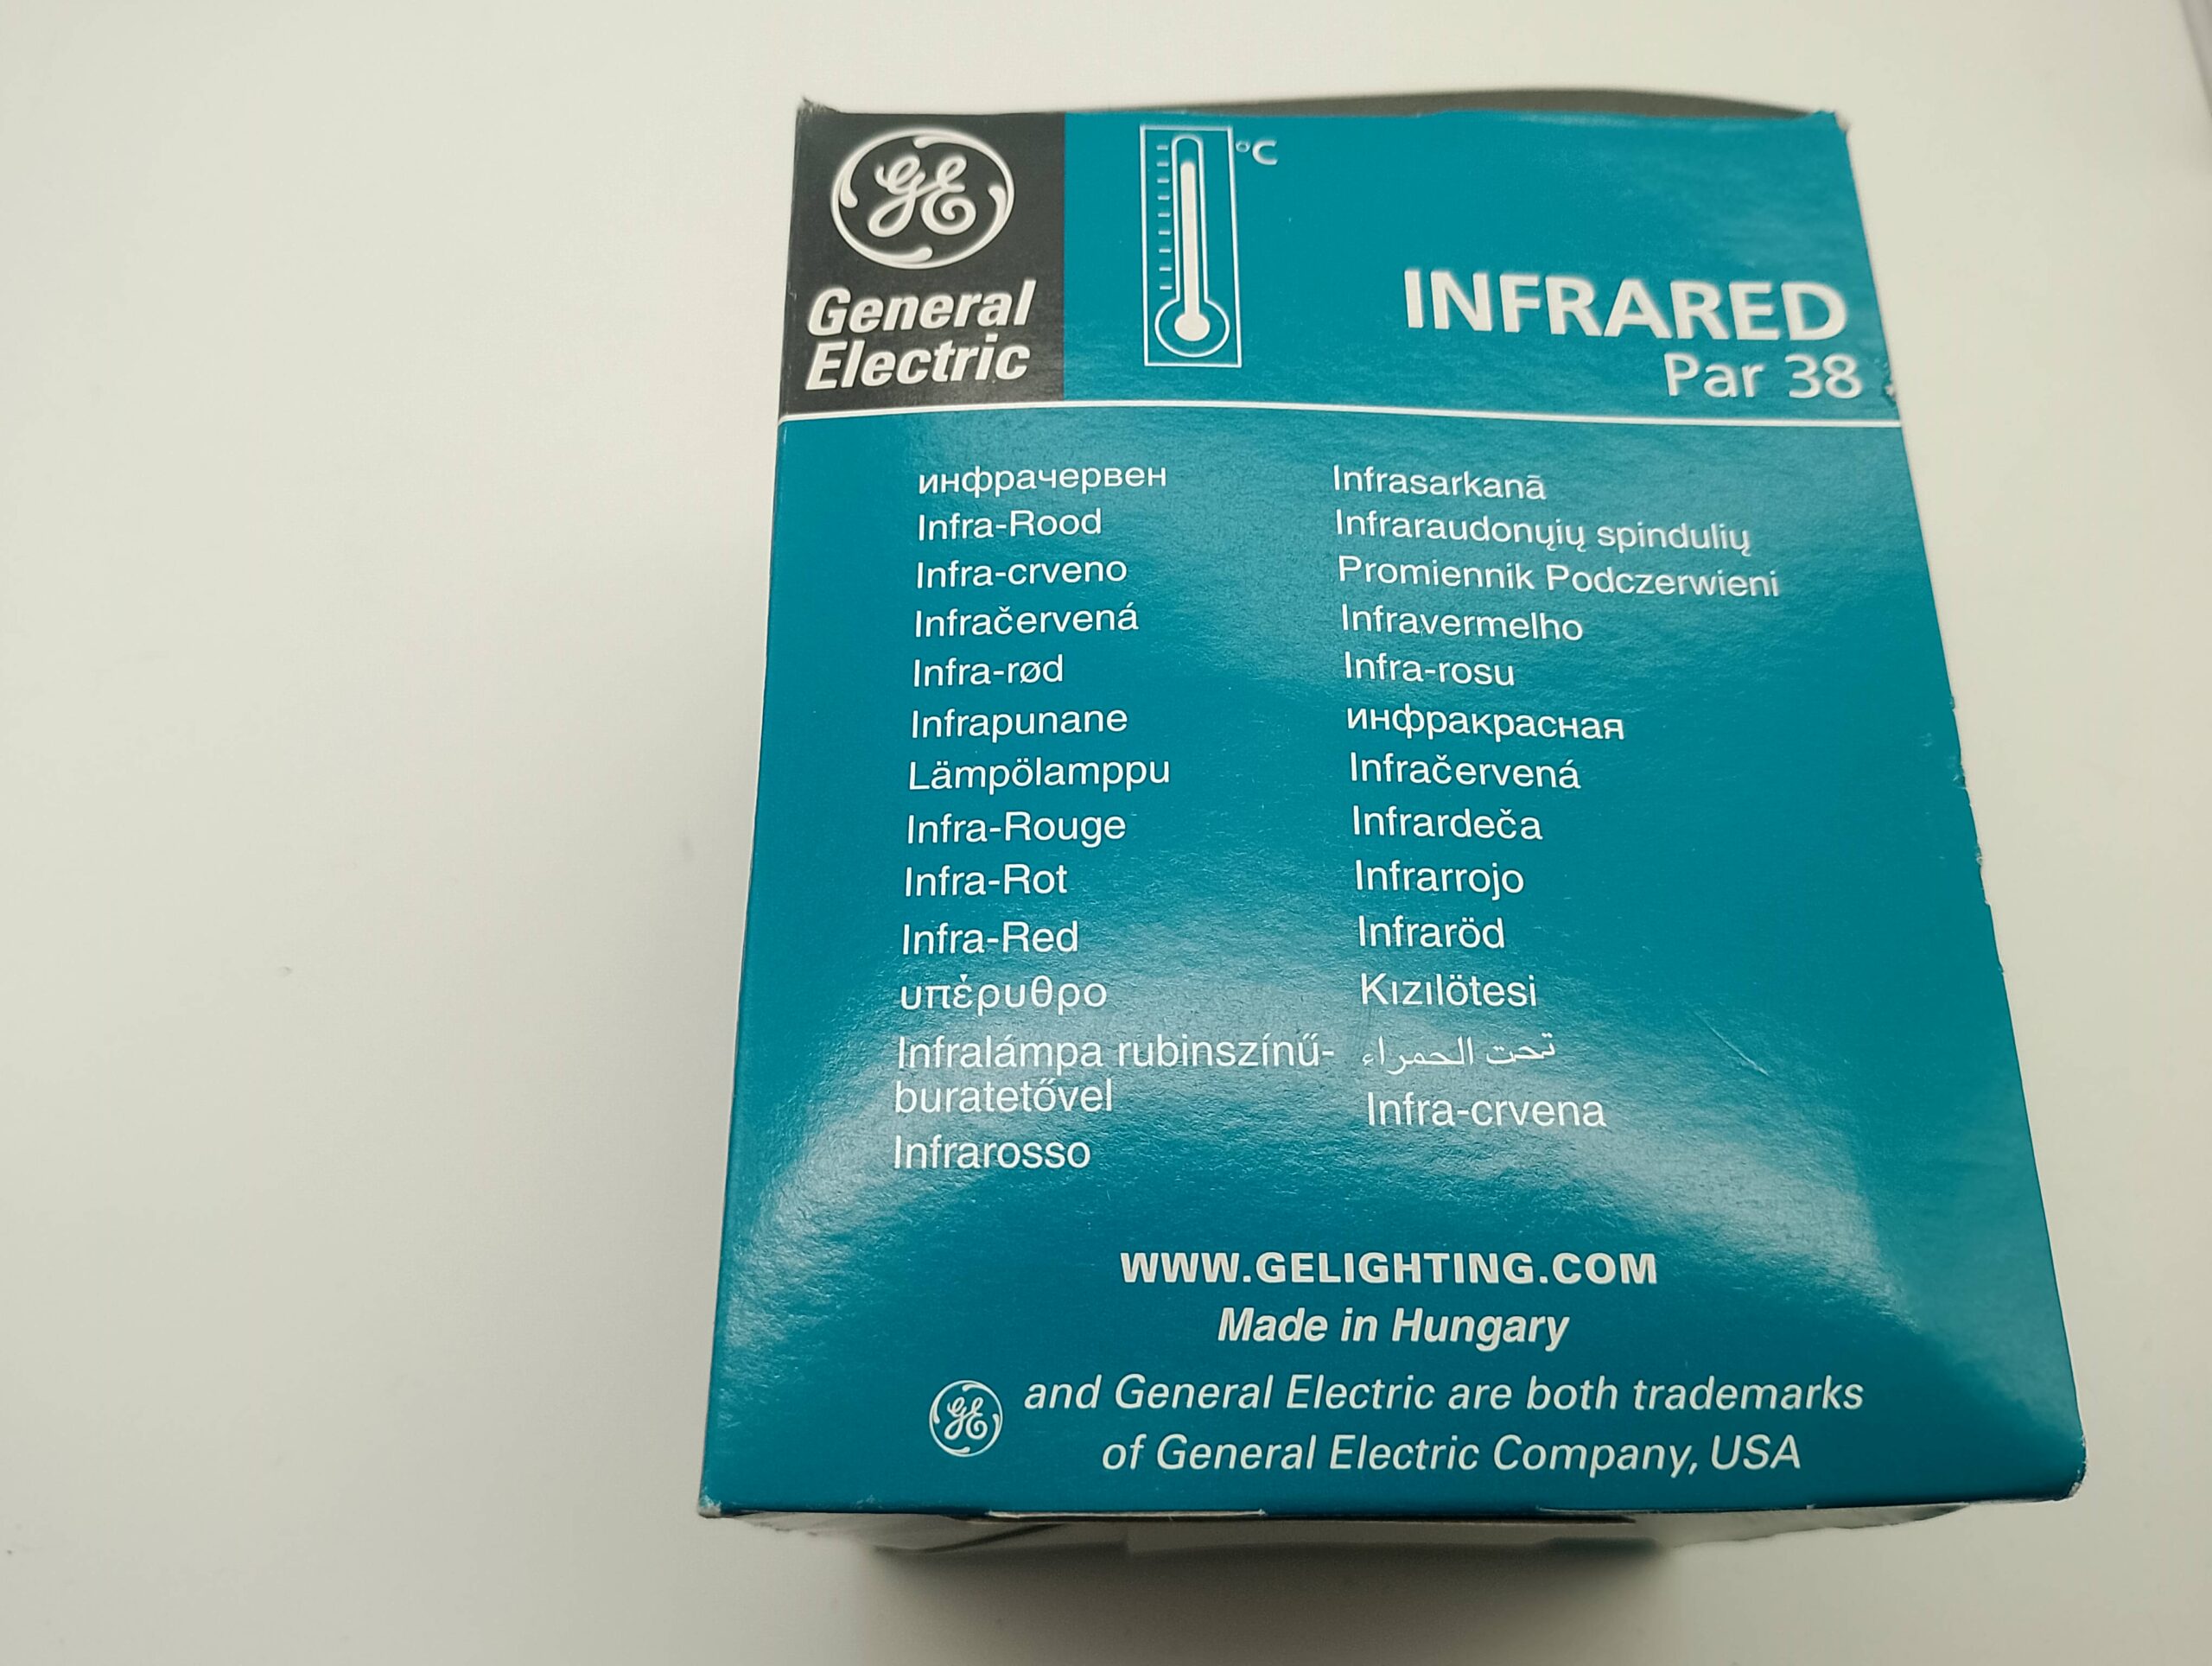 GE
General
Electric
°C
INFRARED
Par 38
инфрачервен
Infra-Rood
Infra-crveno
Infračervená
Infra-rød
Infrapunane
Lämpölamppu
Infra-Rouge
Infra-Rot
Infra-Red
υπέρυθρο
Infralámpa rubinszínű-
buratetővel
Infrarosso
Infrasarkanā
Infraraudonųių spindulių
Promiennik Podczerwieni
Infravermelho
Infra-rosu
инфракрасная
Infračervená
Infrardeča
Infrarrojo
Infraröd
Kızılötesi
تحت الحمراء
Infra-crvena
WWW.GELIGHTING.COM
Made in Hungary
GE and General Electric are both trademarks
of General Electric Company, USA